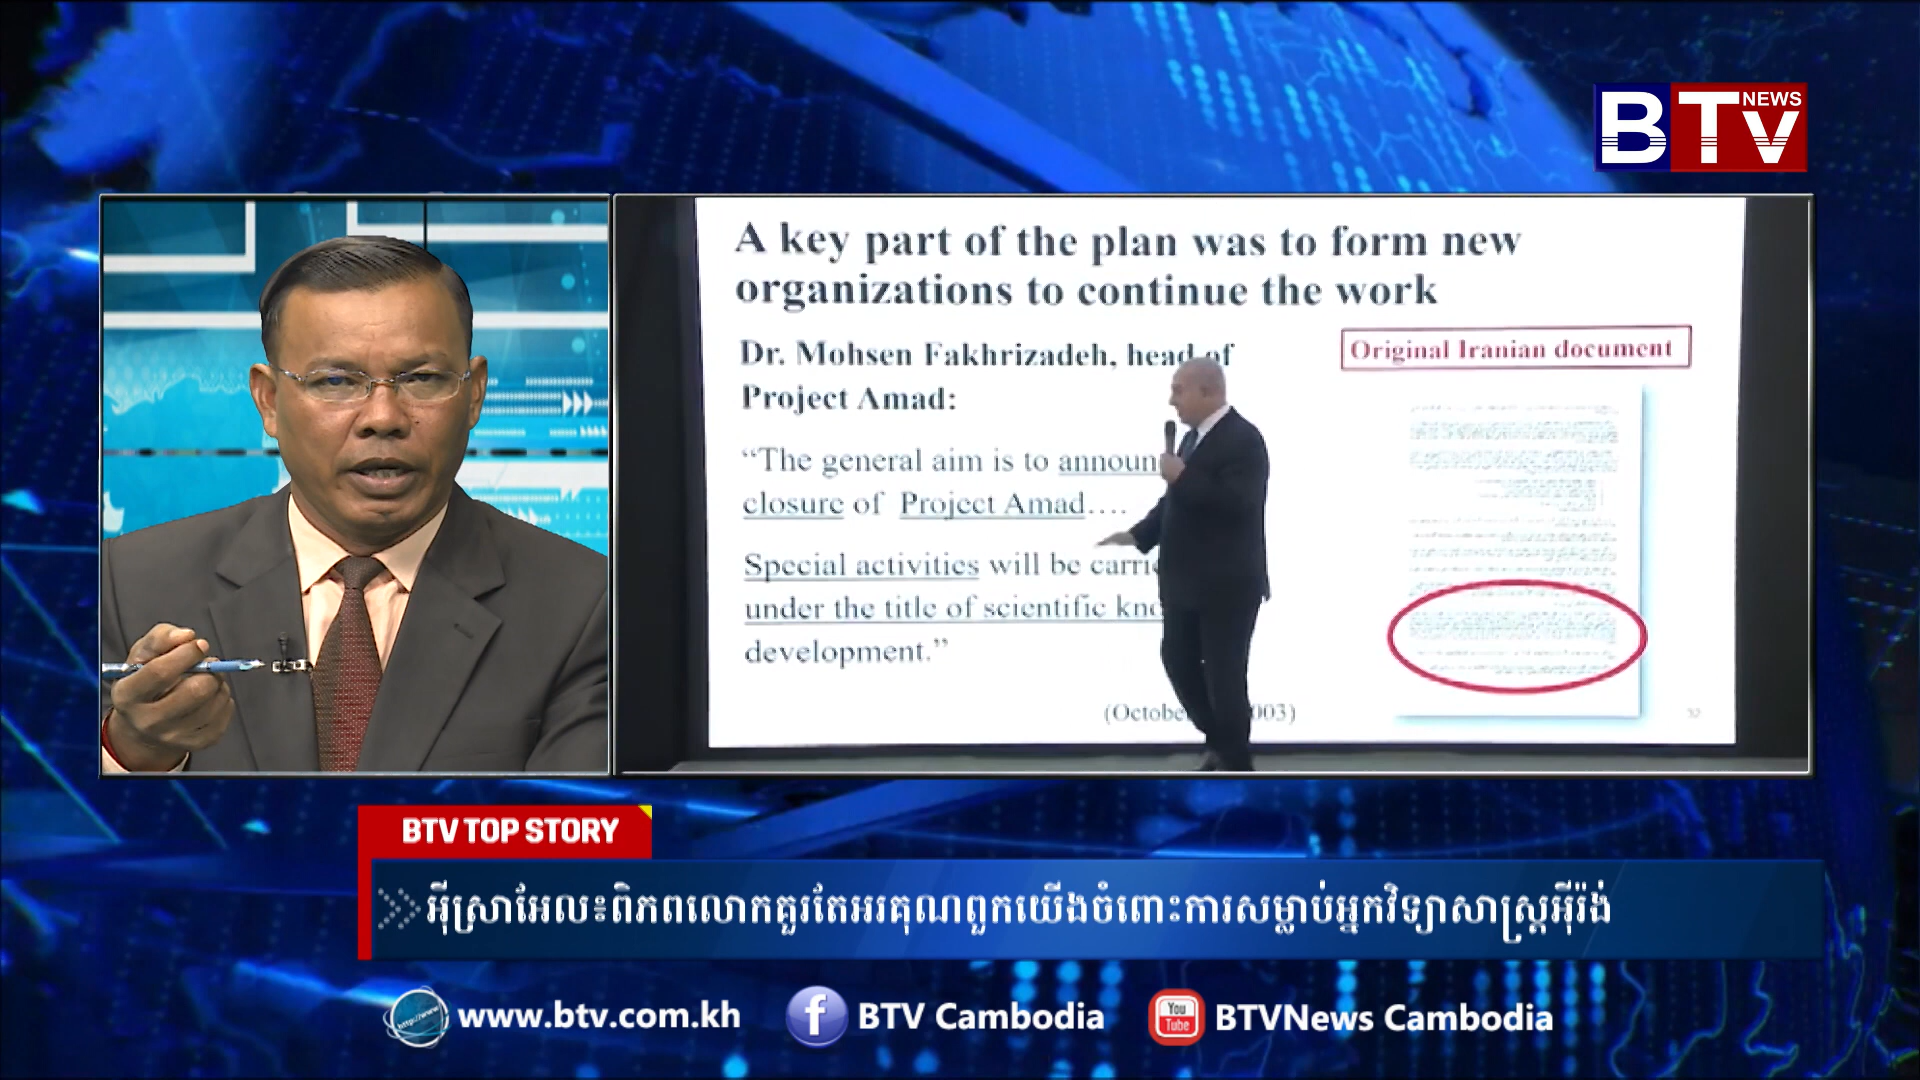 BTV NEWS
A key part of the plan was to form new
organizations to continue the work
Dr. Mohsen Fakhrizadeh, head of
Project Amad:
Original Iranian document
“The general aim is to
closure of Project Amad….
Special activities will be
under the title of scientific
development.”
BTV TOP STORY
អ៊ីស្រាអែល៖ពិភពលោកគួរតែអរគុណពួកយើងចំពោះការសម្លាប់អ្នកវិទ្យាសាស្ត្រអ៊ីរ៉ង់
www.btv.com.kh
BTV Cambodia
You Tube
BTVNews Cambodia